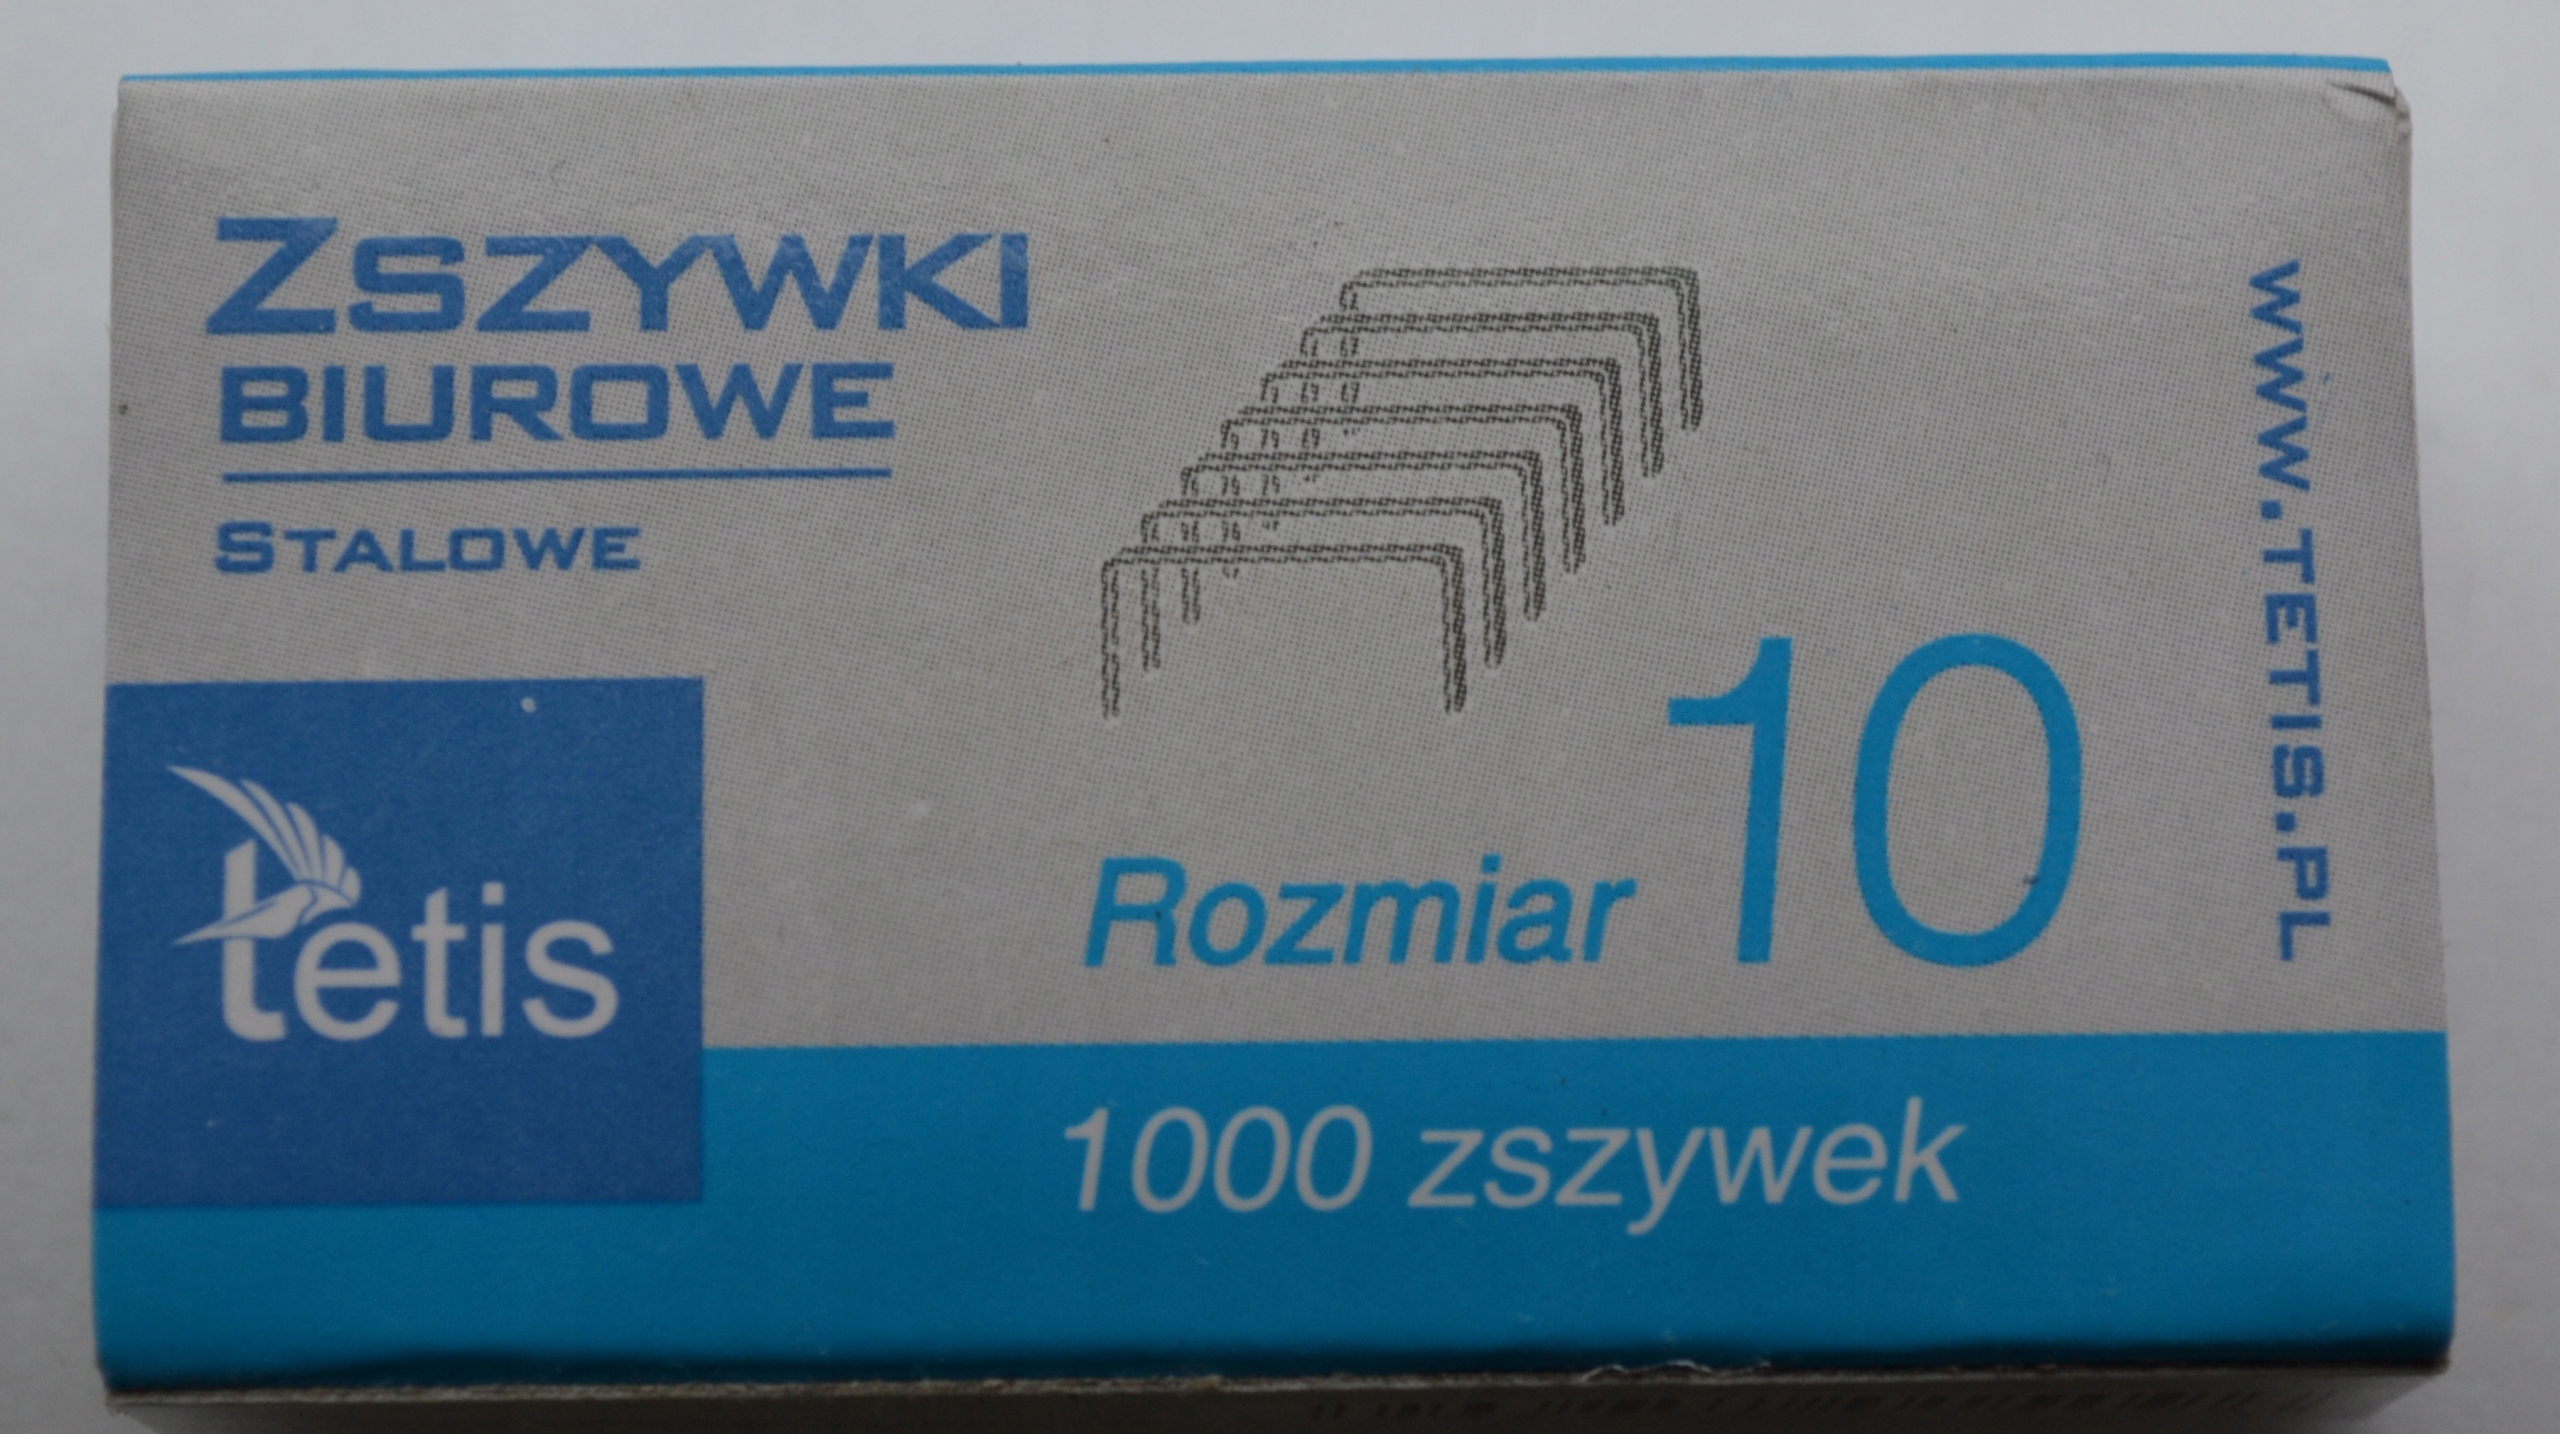 ZSZYWKI
BIUROWE
STALOWE
WWW.TETIS.PL
tetis
Rozmiar 10
1000 zszywek